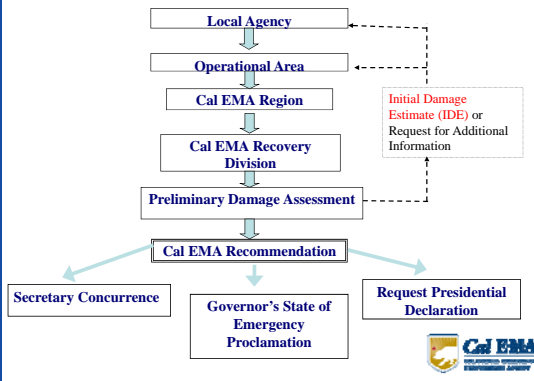 Local Agency
Operational Area
Cal EMA Region
Initial Damage
Estimate (IDE) or
Request for Additional
Information
Cal EMA Recovery
Division
Preliminary Damage Assessment
Cal EMA Recommendation
Secretary Concurrence
Governor's State of
Emergency
Proclamation
Request Presidential
Declaration
Cal EMA